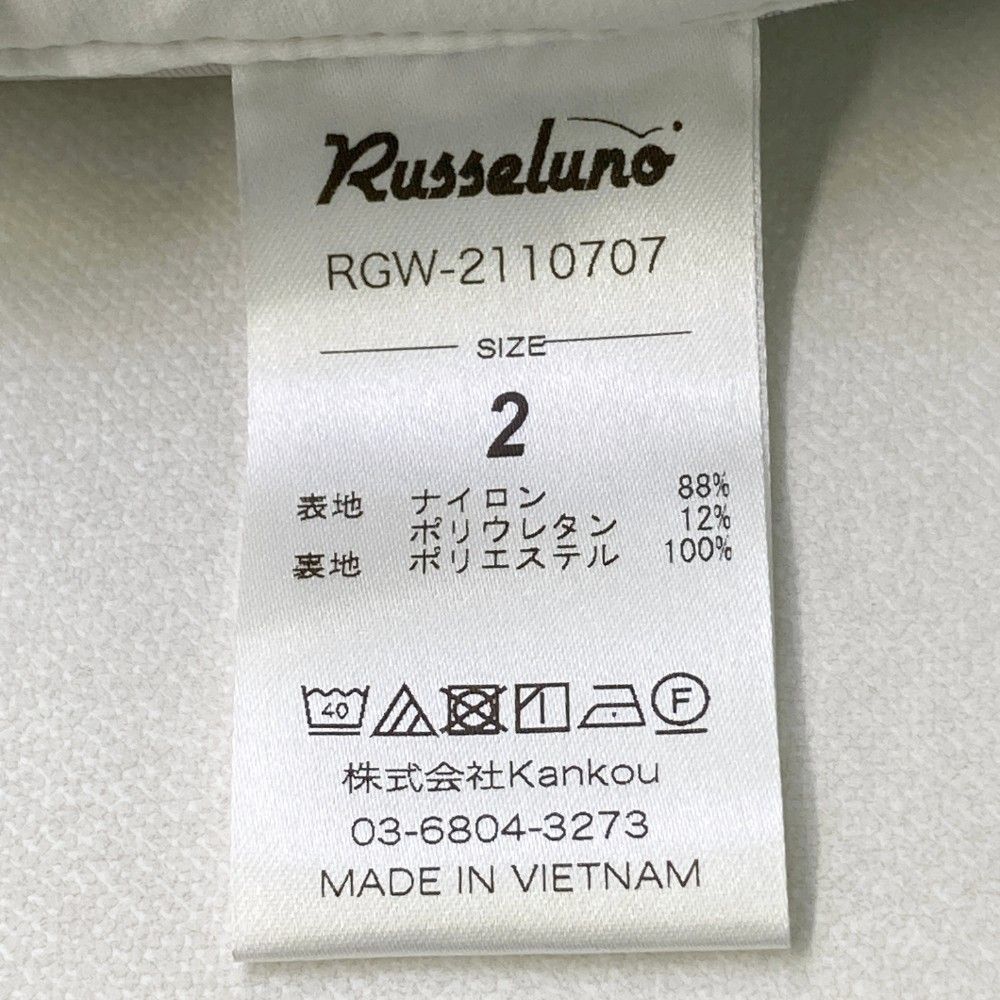 Russeluno
RGW-2110707
SIZE
2
表地 ナイロン 88%
ポリウレタン 12%
裏地 ポリエステル 100%
40 F
株式会社Kankou
03-6804-3273
MADE IN VIETNAM